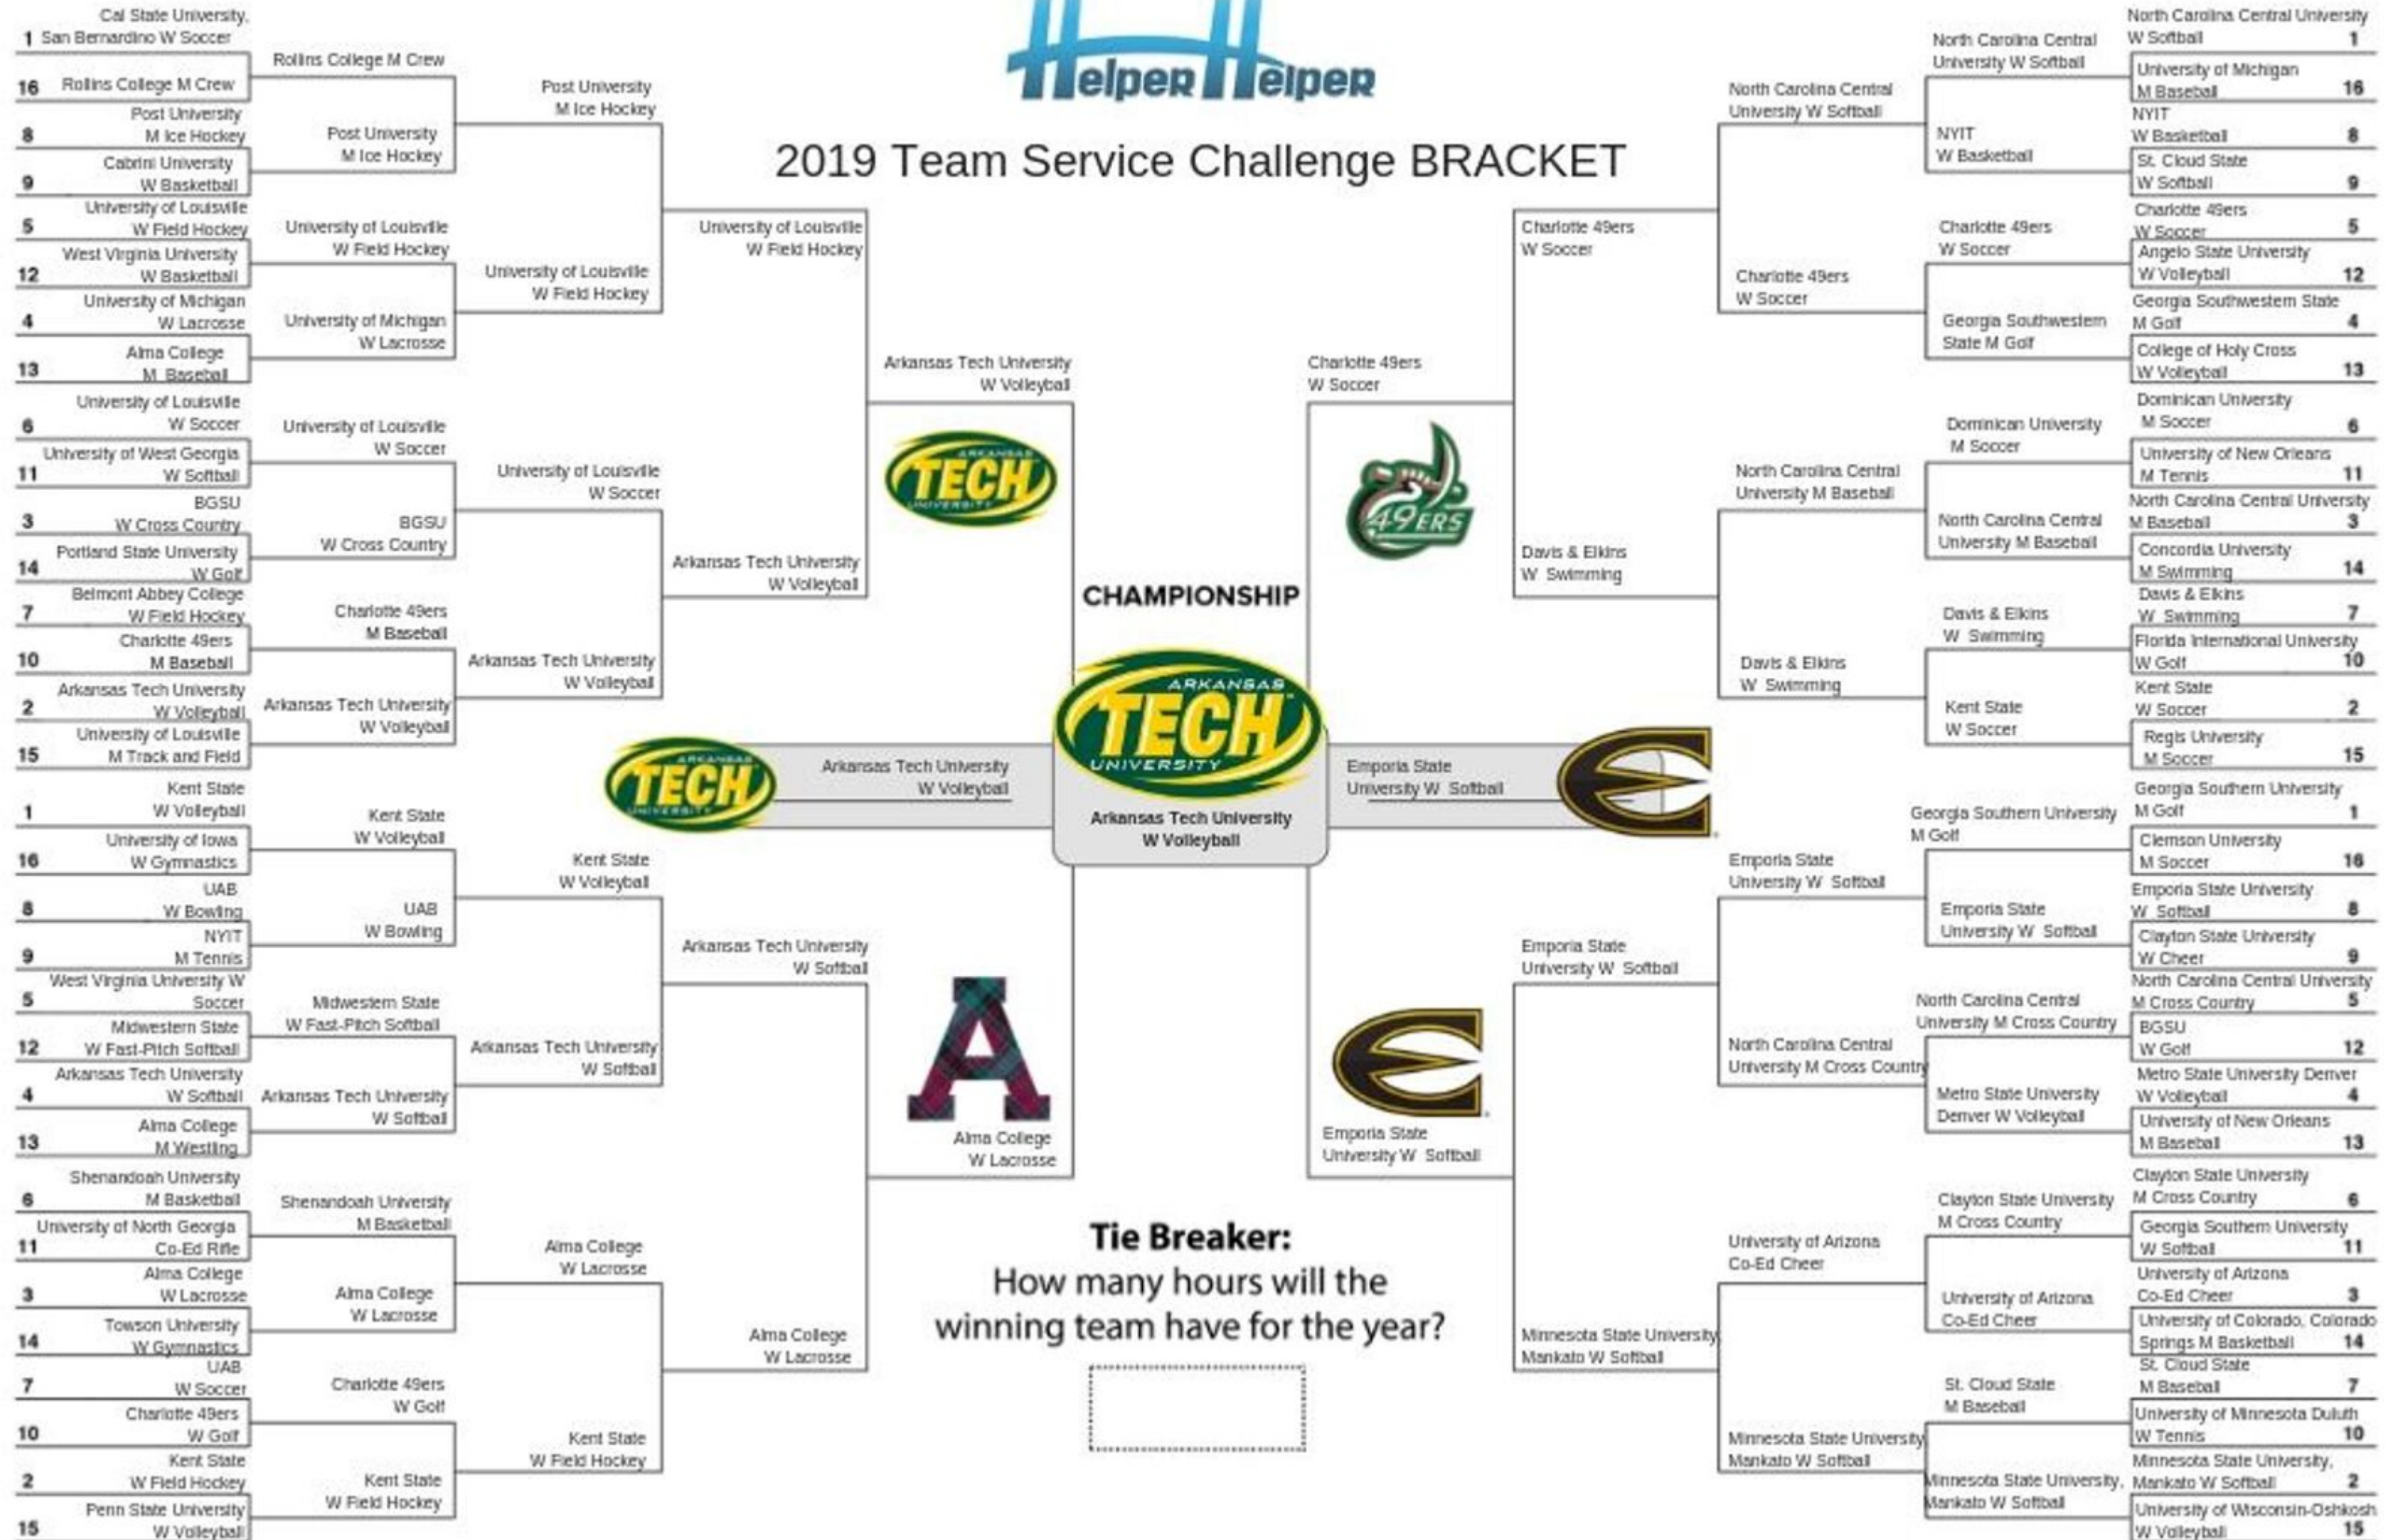 Helper Helper
2019 Team Service Challenge BRACKET
Cal State University,
1 San Bernardino W Soccer
16 Rollins College M Crew
Post University
8 M Ice Hockey
Cabrini University
9 W Basketball
University of Louisville
5 W Field Hockey
West Virginia University
12 W Basketball
University of Michigan
4 W Lacrosse
Alma College
13 M Baseball
University of Louisville
6 W Soccer
University of West Georgia
11 W Softball
BGSU
3 W Cross Country
Portland State University
14 W Golf
Belmont Abbey College
7 W Field Hockey
Charlotte 49ers
10 M Baseball
Arkansas Tech University
2 W Volleyball
University of Louisville
15 M Track and Field
Kent State
1 W Volleyball
University of Iowa
16 W Gymnastics
UAB
8 W Bowling
NYIT
9 M Tennis
West Virginia University W
5 Soccer
Midwestern State
12 W Fast-Pitch Softball
Arkansas Tech University
4 W Softball
Alma College
13 M Westling
Shenandoah University
6 M Basketball
University of North Georgia
11 Co-Ed Rifle
Alma College
3 W Lacrosse
Towson University
14 W Gymnastics
UAB
7 W Soccer
Charlotte 49ers
10 W Golf
Kent State
2 W Field Hockey
Penn State University
15 W Volleyball
Rollins College M Crew
Post University
M Ice Hockey
University of Louisville
W Field Hockey
University of Michigan
W Lacrosse
University of Louisville
W Soccer
BGSU
W Cross Country
Charlotte 49ers
M Baseball
Arkansas Tech University
W Volleyball
Kent State
W Volleyball
UAB
W Bowling
Midwestern State
W Fast-Pitch Softball
Arkansas Tech University
W Softball
Shenandoah University
M Basketball
Alma College
W Lacrosse
Charlotte 49ers
W Golf
Kent State
W Field Hockey
Post University
M Ice Hockey
University of Louisville
W Field Hockey
University of Louisville
W Soccer
Arkansas Tech University
W Volleyball
Kent State
W Volleyball
Arkansas Tech University
W Softball
Alma College
W Lacrosse
Kent State
W Field Hockey
University of Louisville
W Field Hockey
Arkansas Tech University
W Volleyball
Arkansas Tech University
W Softball
Alma College
W Lacrosse
Arkansas Tech University
W Volleyball
ARKANSAS
TECH
UNIVERSITY
Alma College
W Lacrosse
ARKANSAS
TECH
UNIVERSITY
Arkansas Tech University
W Volleyball
CHAMPIONSHIP
ARKANSAS
TECH
UNIVERSITY
Arkansas Tech University
W Volleyball
Emporia State
University W Softball
E
A
Charlotte 49ers
W Soccer
49ERS
E
Emporia State
University W Softball
Tie Breaker:
How many hours will the
winning team have for the year?
Charlotte 49ers
W Soccer
Davis & Elkins
W Swimming
Emporia State
University W Softball
Minnesota State University
Mankato W Softball
North Carolina Central
University W Softball
Charlotte 49ers
W Soccer
North Carolina Central
University M Baseball
Davis & Elkins
W Swimming
Emporia State
University W Softball
North Carolina Central
University M Cross Country
University of Arizona
Co-Ed Cheer
Minnesota State University
Mankato W Softball
North Carolina Central
University W Softball
NYIT
W Basketball
Charlotte 49ers
W Soccer
Georgia Southwestern
State M Golf
Dominican University
M Soccer
North Carolina Central
University M Baseball
Davis & Elkins
W Swimming
Kent State
W Soccer
Georgia Southern University
M Golf
Emporia State
University W Softball
North Carolina Central
University M Cross Country
Metro State University
Denver W Volleyball
Clayton State University
M Cross Country
University of Arizona
Co-Ed Cheer
St. Cloud State
M Baseball
Minnesota State University,
Mankato W Softball
North Carolina Central University
W Softball 1
University of Michigan
M Baseball 16
NYIT
W Basketball 8
St. Cloud State
W Softball 9
Charlotte 49ers
W Soccer 5
Angelo State University
W Volleyball 12
Georgia Southwestern State
M Golf 4
College of Holy Cross
W Volleyball 13
Dominican University
M Soccer 6
University of New Orleans
M Tennis 11
North Carolina Central University
M Baseball 3
Concordia University
M Swimming 14
Davis & Elkins
W Swimming 7
Florida International University
W Golf 10
Kent State
W Soccer 2
Regis University
M Soccer 15
Georgia Southern University
M Golf 1
Clemson University
M Soccer 16
Emporia State University
W Softball 8
Clayton State University
W Cheer 9
North Carolina Central University
M Cross Country 5
BGSU
W Golf 12
Metro State University Denver
W Volleyball 4
University of New Orleans
M Baseball 13
Clayton State University
M Cross Country 6
Georgia Southern University
W Softball 11
University of Arizona
Co-Ed Cheer 3
University of Colorado, Colorado
Springs M Basketball 14
St. Cloud State
M Baseball 7
University of Minnesota Duluth
W Tennis 10
Minnesota State University,
Mankato W Softball 2
University of Wisconsin-Oshkosh
W Volleyball 15